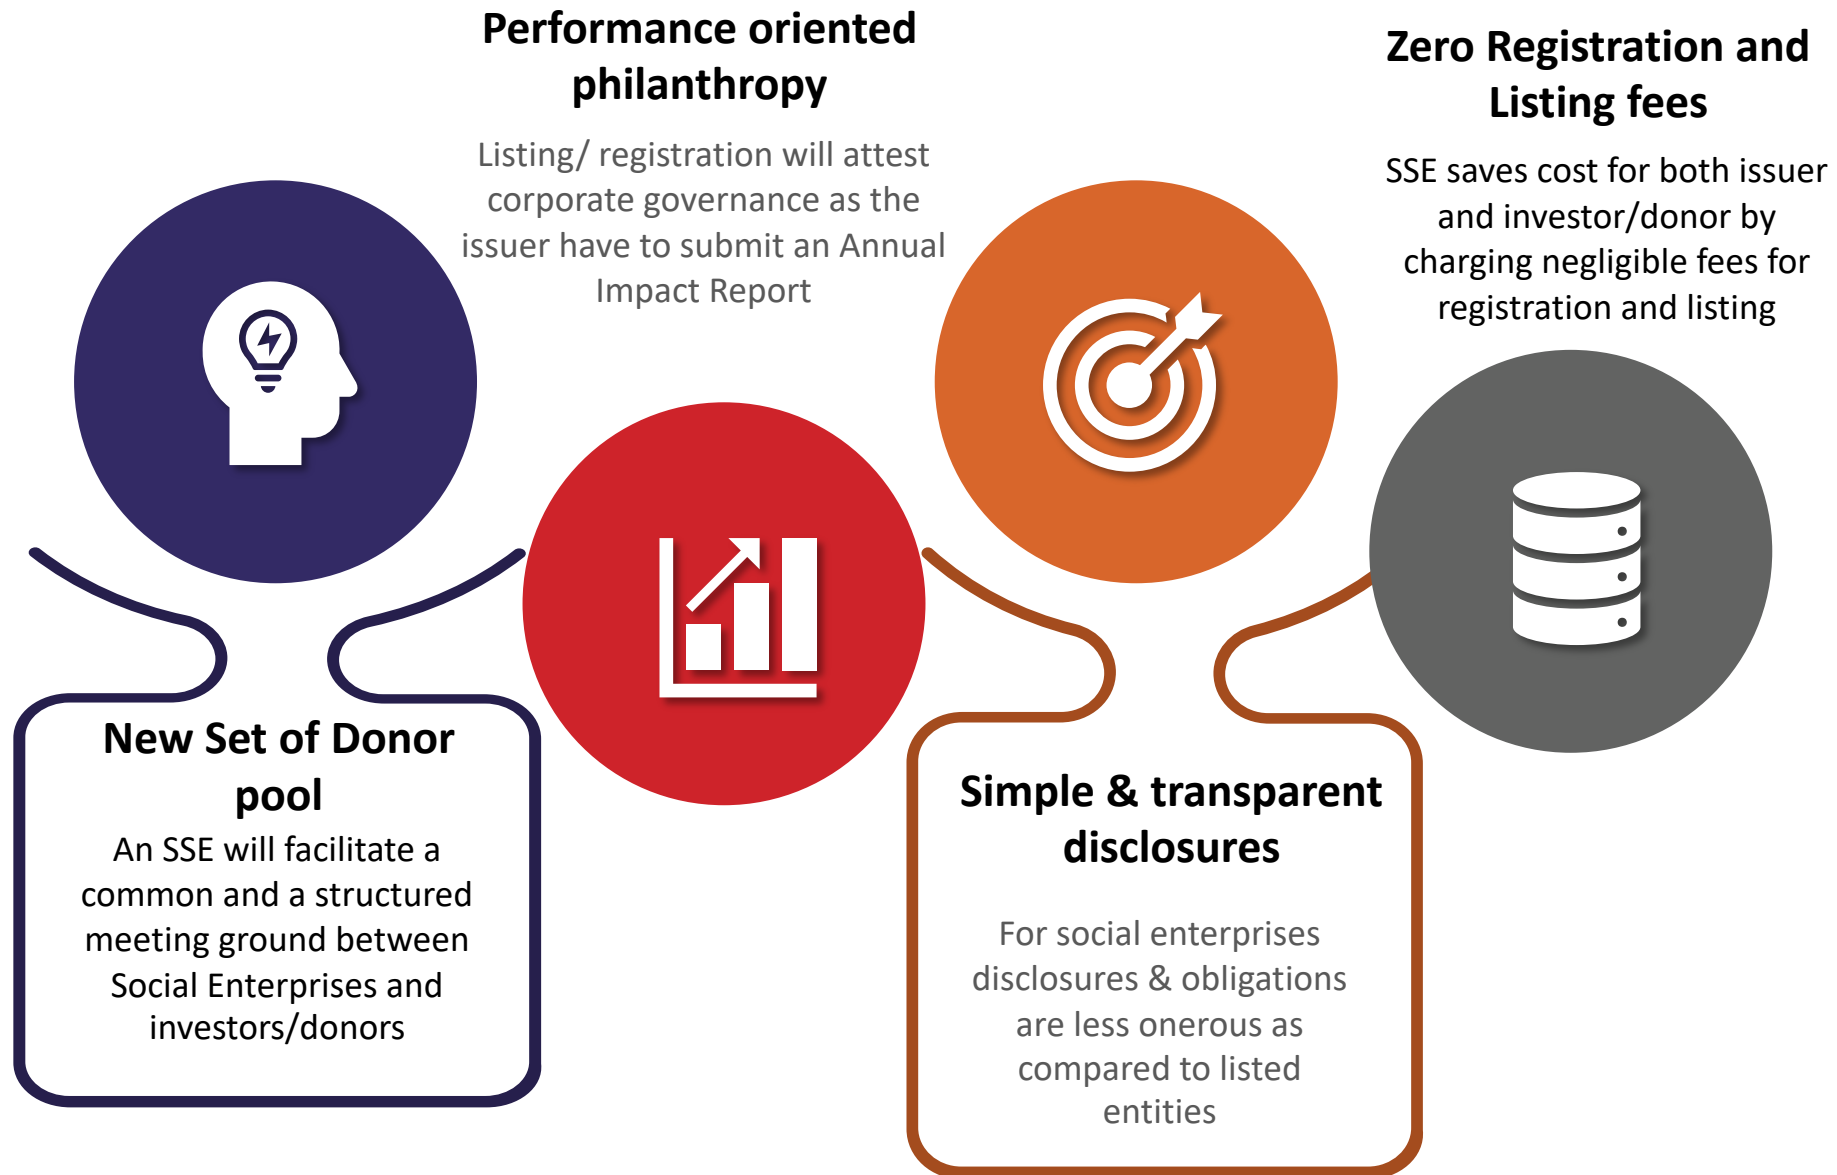 Performance oriented
philanthropy
Listing/ registration will attest
corporate governance as the
issuer have to submit an Annual
Impact Report
Zero Registration and
Listing fees
SSE saves cost for both issuer
and investor/donor by
charging negligible fees for
registration and listing
New Set of Donor
pool
An SSE will facilitate a
common and a structured
meeting ground between
Social Enterprises and
investors/donors
Simple & transparent
disclosures
For social enterprises
disclosures & obligations
are less onerous as
compared to listed
entities